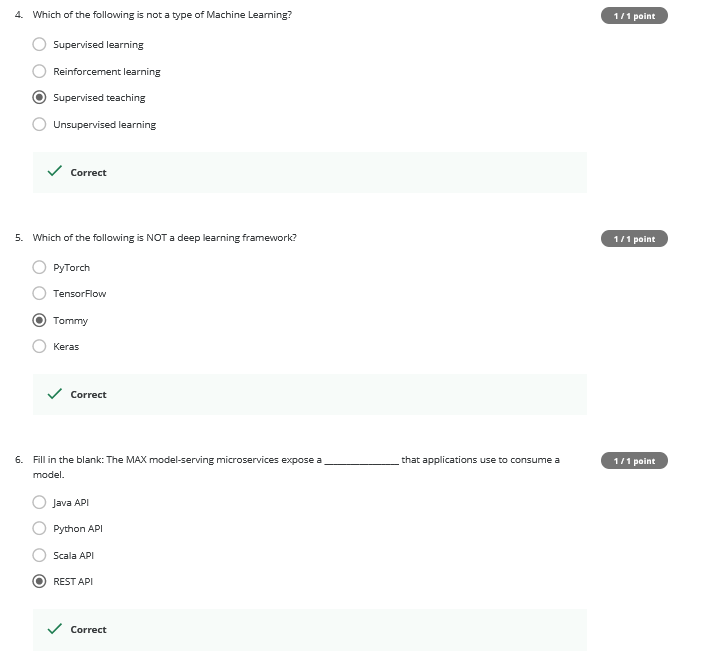 4. Which of the following is not a type of Machine Learning?
1 / 1 point
Supervised learning
Reinforcement learning
Supervised teaching
Unsupervised learning
Correct
5. Which of the following is NOT a deep learning framework?
1 / 1 point
PyTorch
TensorFlow
Tommy
Keras
Correct
6. Fill in the blank: The MAX model-serving microservices expose a ________________ that applications use to consume a
model.
1 / 1 point
Java API
Python API
Scala API
REST API
Correct